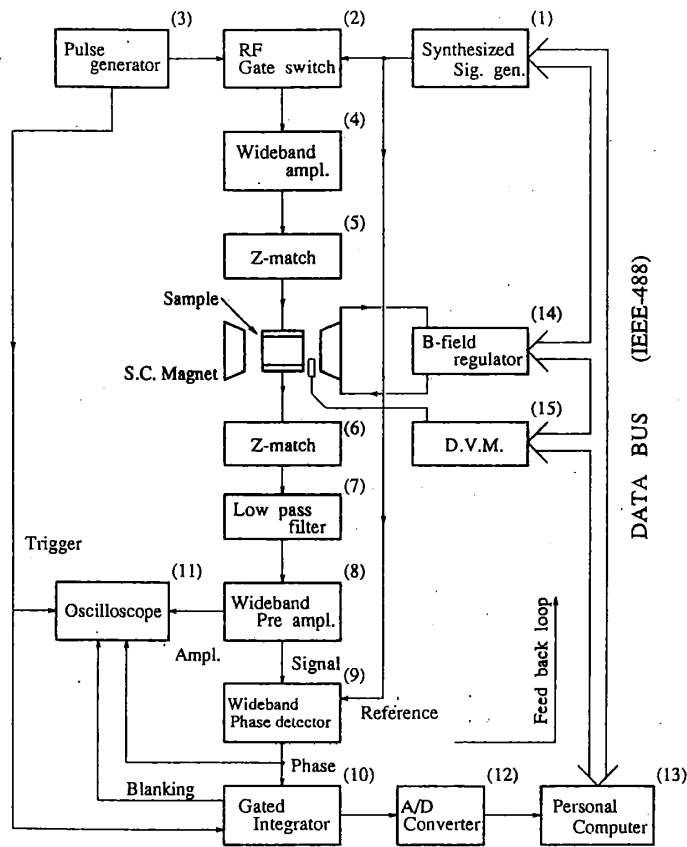 (3)
(2)
(1)
Pulse
generator
RF
Gate switch
Synthesized
Sig. gen.
(4)
Wideband
ampl.
(5)
Z-match
Sample
S.C. Magnet
(14)
B-field
regulator
(15)
D.V.M.
(6)
Z-match
(7)
Low pass
filter
Trigger
(11)
Oscilloscope
(8)
Wideband
Pre ampl.
Ampl.
Signal
(9)
Wideband
Phase detector
Reference
Feed back loop
DATA BUS (IEEE-488)
Phase
Blanking
(10)
Gated
Integrator
(12)
A/D
Converter
(13)
Personal
Computer